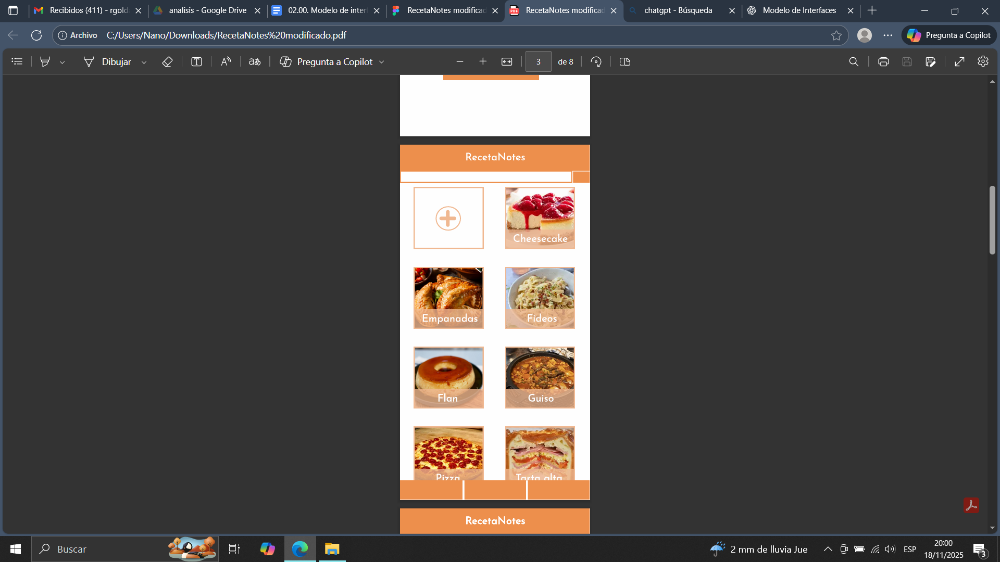 Recibidos (411) - rgold
analisis - Google Drive
02.00. Modelo de inter
RecetaNotes modificad
RecetaNotes modificad
chatgpt - Búsqueda
Modelo de Interfaces
Archivo
C:/Users/Nano/Downloads/RecetaNotes%20modificado.pdf
Pregunta a Copilot
Dibujar
Pregunta a Copilot
3
de 8
RecetaNotes
Cheesecake
Empanadas
Fideos
Flan
Guiso
Pizza
Tarta alta
RecetaNotes
Buscar
2 mm de lluvia Jue
ESP
20:00
18/11/2025
3